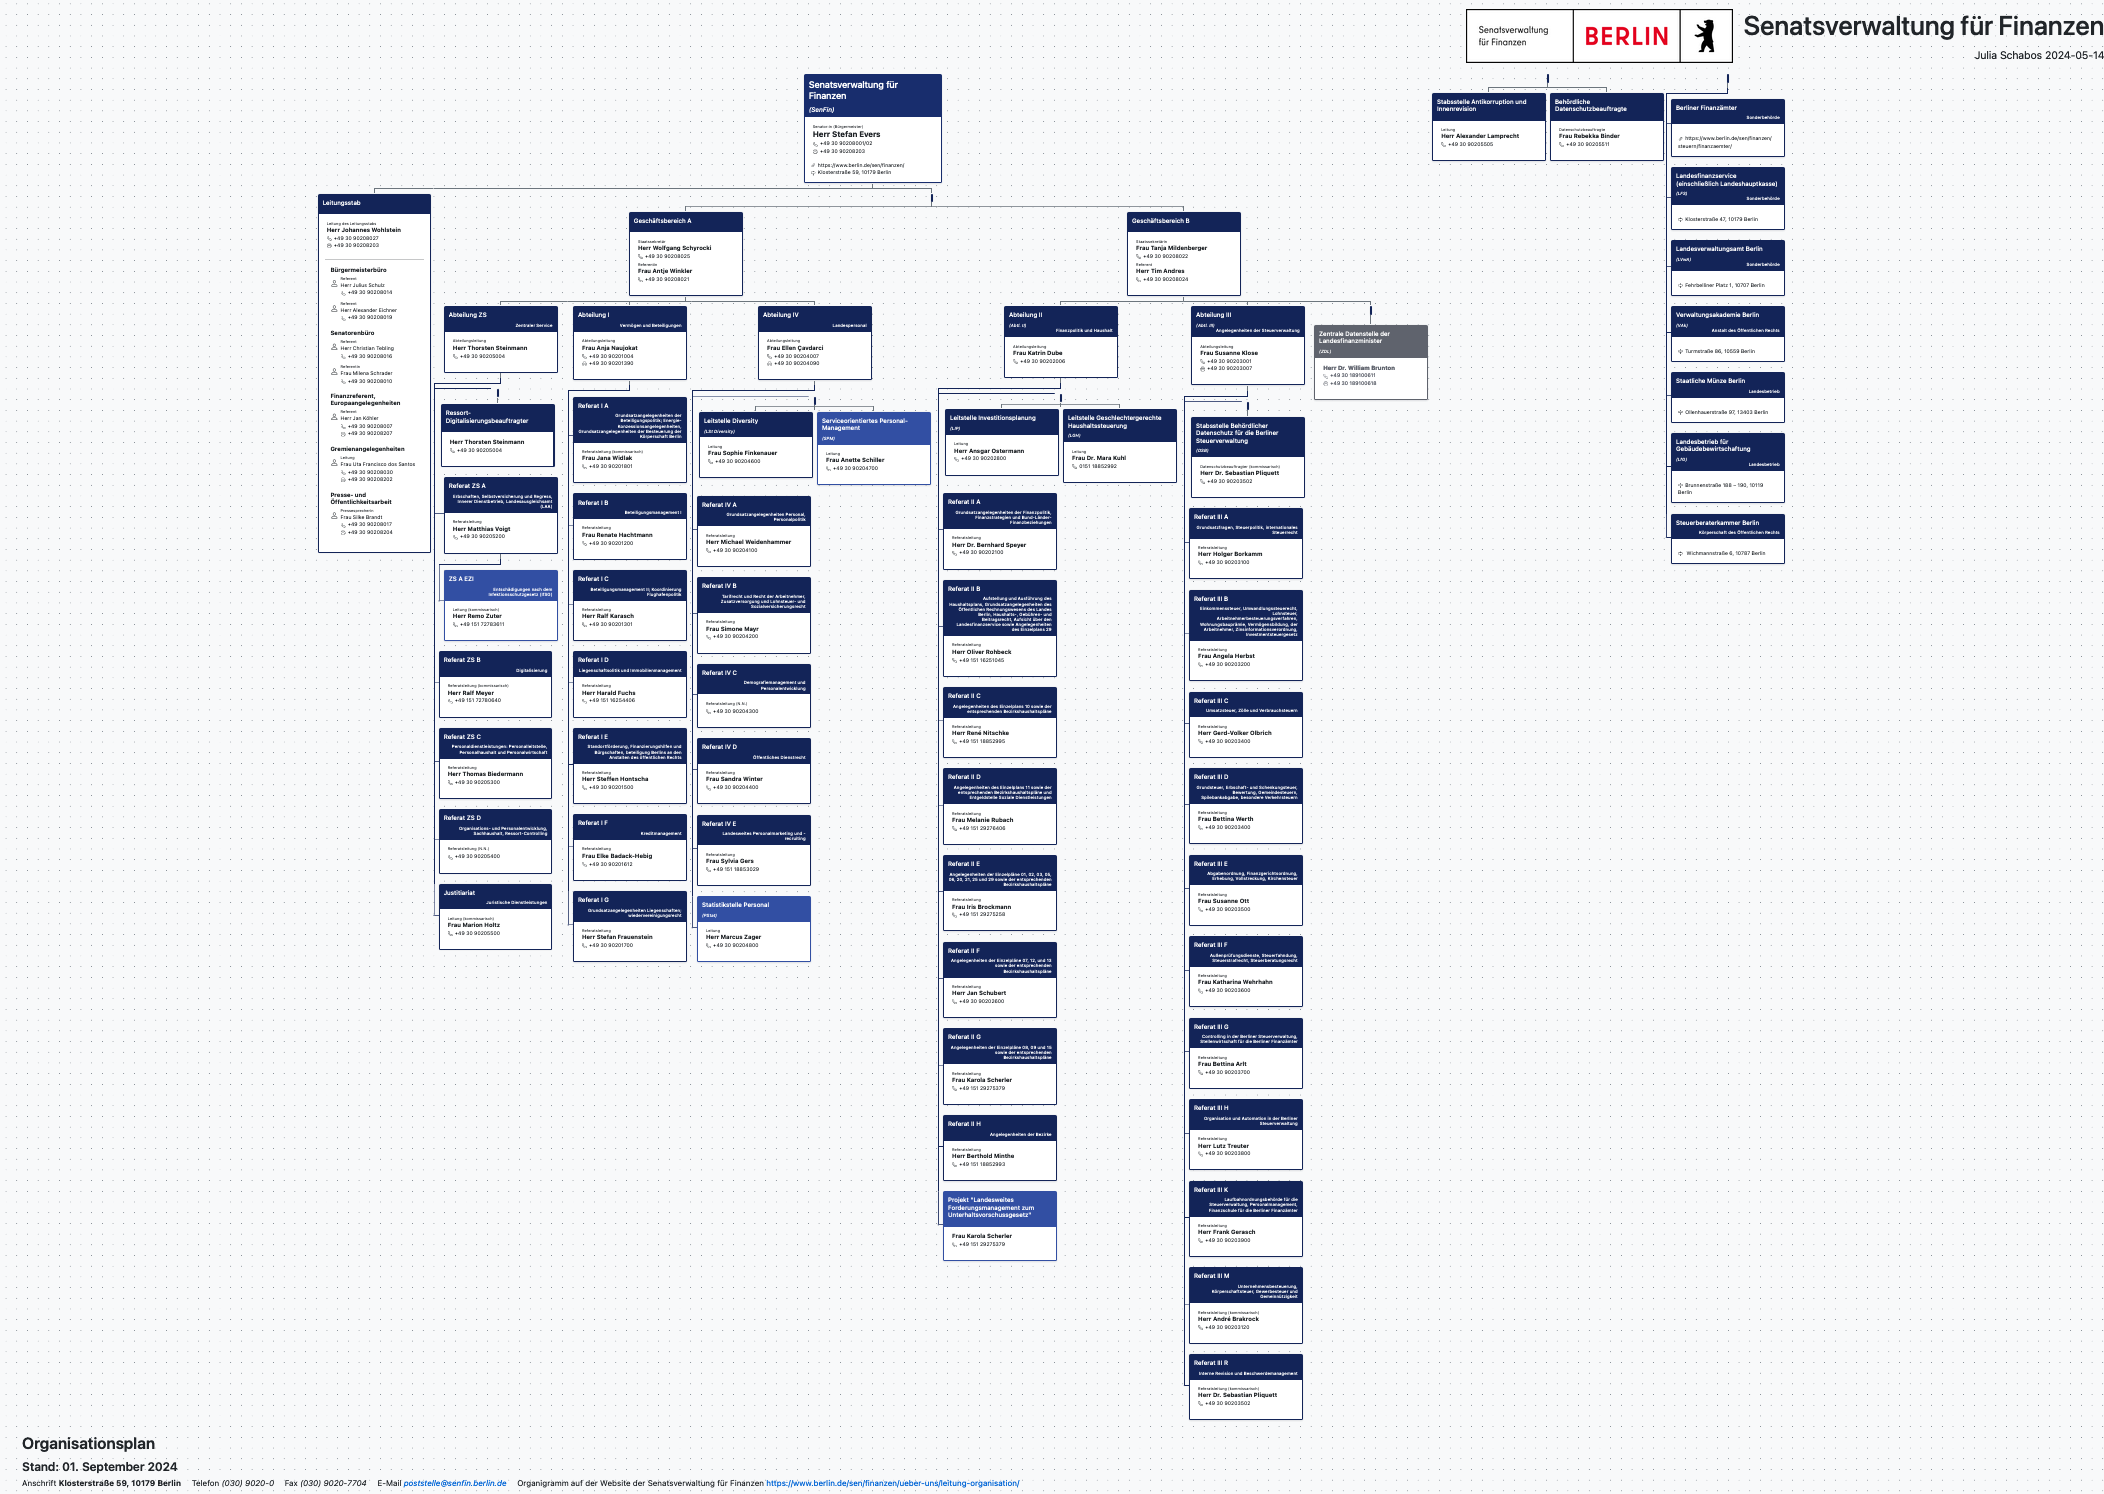 Senatsverwaltung
für Finanzen
BERLIN
Senatsverwaltung für Finanzen
Julia Schabos 2024-05-14
Senatsverwaltung für
Finanzen
(SenFin)
Senator:in (Bürgermeister)
Herr Stefan Evers
+49 30 90208001/02
+49 30 90208203
https://www.berlin.de/sen/finanzen/
Klosterstraße 59, 10179 Berlin
Stabsstelle Antikorruption und
Innenrevision
Leitung
Herr Alexander Lamprecht
+49 30 90205505
Behördliche
Datenschutzbeauftragte
Datenschutzbeauftragte
Frau Rebekka Binder
+49 30 90205511
Berliner Finanzämter
Sonderbehörde
https://www.berlin.de/sen/finanzen/
steuern/finanzaemter/
Landesfinanzservice
(einschließlich Landeshauptkasse)
(LFS)
Sonderbehörde
Klosterstraße 47, 10179 Berlin
Landesverwaltungsamt Berlin
(LVwA)
Sonderbehörde
Fehrbelliner Platz 1, 10707 Berlin
Verwaltungsakademie Berlin
(VAk)
Anstalt des Öffentlichen Rechts
Turmstraße 86, 10559 Berlin
Staatliche Münze Berlin
Landesbetrieb
Ollenhauerstraße 97, 13403 Berlin
Landesbetrieb für
Gebäudebewirtschaftung
Landesbetrieb
Brunnenstraße 188 – 190, 10119
Berlin
Steuerberaterkammer Berlin
Körperschaft des Öffentlichen Rechts
Wichmannstraße 6, 10787 Berlin
Leitungsstab
Leitung des Leitungsstabs
Herr Johannes Wohlstein
+49 30 90208027
+49 30 90208203
Bürgermeisterbüro
Referent
Herr Julius Schulz
+49 30 90208014
Referent
Herr Alexander Eichner
+49 30 90208019
Senatorenbüro
Referent
Herr Christian Tebling
+49 30 90208016
Referentin
Frau Milena Schrader
+49 30 90208010
Finanzreferent,
Europaangelegenheiten
Referent
Herr Jan Köhler
+49 30 90208007
+49 30 90208207
Gremienangelegenheiten
Leitung
Frau Uta Francisco dos Santos
+49 30 90208030
+49 30 90208202
Presse- und
Öffentlichkeitsarbeit
Pressesprecherin
Frau Silke Brandt
+49 30 90208017
+49 30 90208204
Geschäftsbereich A
Staatssekretär
Herr Wolfgang Schyrocki
+49 30 90208025
Referentin
Frau Antje Winkler
+49 30 90208021
Geschäftsbereich B
Staatssekretärin
Frau Tanja Mildenberger
+49 30 90208022
Referent
Herr Tim Andres
+49 30 90208024
Abteilung ZS
Zentraler Service
Abteilungsleitung
Herr Thorsten Steinmann
+49 30 90205004
Ressort-
Digitalisierungsbeauftragter
Herr Thorsten Steinmann
+49 30 90205004
Referat ZS A
Erbschaften, Selbstversicherung und Regress,
Innerer Dienstbetrieb, Landesausgleichsamt
(LAA)
Referatsleitung
Herr Matthias Voigt
+49 30 90205200
ZS A EZI
Entschädigungen nach dem
Infektionsschutzgesetz (IfSG)
Leitung (kommissarisch)
Herr Remo Zuter
+49 151 72783611
Referat ZS B
Digitalisierung
Referatsleitung (kommissarisch)
Herr Ralf Meyer
+49 151 72780640
Referat ZS C
Personaldienstleistungen: Personalleitstelle,
Personalhaushalt und Personalwirtschaft
Referatsleitung
Herr Thomas Biedermann
+49 30 90205300
Referat ZS D
Organisations- und Personalentwicklung,
Sachhaushalt, Ressort-Controlling
Referatsleitung (N.N.)
+49 30 90205400
Justitiariat
Juristische Dienstleistungen
Leitung (kommissarisch)
Frau Marion Holtz
+49 30 90205500
Abteilung I
Vermögen und Beteiligungen
Abteilungsleitung
Frau Anja Naujokat
+49 30 90201004
+49 30 90201390
Referat I A
Grundsatzangelegenheiten der
Beteiligungspolitik; Energie-
Konzessionsangelegenheiten,
Grundsatzangelegenheiten der Besteuerung der
Körperschaft Berlin
Referatsleitung (kommissarisch)
Frau Jana Widlak
+49 30 90201801
Referat I B
Beteiligungsmanagement I
Referatsleitung
Frau Renate Hachtmann
+49 30 90201200
Referat I C
Beteiligungsmanagement II; Koordinierung
Flughafenpolitik
Referatsleitung
Herr Ralf Karasch
+49 30 90201301
Referat I D
Liegenschaftspolitik und Immobilienmanagement
Referatsleitung
Herr Harald Fuchs
+49 151 16254406
Referat I E
Standortförderung, Finanzierungshilfen und
Bürgschaften, beteiligung Berlins an den
Anstalten des öffentlichen Rechts
Referatsleitung
Herr Steffen Hontscha
+49 30 90201500
Referat I F
Kreditmanagement
Referatsleitung
Frau Elke Badack-Hebig
+49 30 90201612
Referat I G
Grundsatzangelegenheiten Liegenschaften;
wiedervereinigungsrecht
Referatsleitung
Herr Stefan Frauenstein
+49 30 90201700
Abteilung IV
Landespersonal
Abteilungsleitung
Frau Ellen Çavdarci
+49 30 90204007
+49 30 90204090
Leitstelle Diversity
(LSt Diversity)
Leitung
Frau Sophie Finkenauer
+49 30 90204600
Serviceorientiertes Personal-
Management
(SPM)
Leitung
Frau Anette Schiller
+49 30 90204700
Referat IV A
Grundsatzangelegenheiten Personal,
Personalpolitik
Referatsleitung
Herr Michael Weidenhammer
+49 30 90204100
Referat IV B
Tarifrecht und Recht der Arbeitnehmer,
Zusatzversorgung und Lohnsteuer- und
Sozialversicherungsrecht
Referatsleitung
Frau Simone Mayr
+49 30 90204200
Referat IV C
Demografiemanagement und
Personalentwicklung
Referatsleitung (N.N.)
+49 30 90204300
Referat IV D
Öffentliches Dienstrecht
Referatsleitung
Frau Sandra Winter
+49 30 90204400
Referat IV E
Landesweites Personalmarketing und -
recruiting
Referatsleitung
Frau Sylvia Gers
+49 151 18853029
Statistikstelle Personal
(PStat)
Leitung
Herr Marcus Zager
+49 30 90204800
Abteilung II
(Abtl. II)
Finanzpolitik und Haushalt
Abteilungsleitung
Frau Katrin Dube
+49 30 90202006
Leitstelle Investitionsplanung
(LIP)
Leitung
Herr Ansgar Ostermann
+49 30 90202800
Leitstelle Geschlechtergerechte
Haushaltssteuerung
(LGH)
Leitung
Frau Dr. Mara Kuhl
0151 18852992
Referat II A
Grundsatzangelegenheiten der Finanzpolitik,
Finanzstrategien und Bund-Länder-
Finanzbeziehungen
Referatsleitung
Herr Dr. Bernhard Speyer
+49 30 90202100
Referat II B
Aufstellung und Ausführung des
Haushaltsplans, Grundsatzangelegenheiten des
Öffentlichen Rechnungswesens des Landes
Berlin, Haushalts-, Gebühren- und
Beitragsrecht, Aufsicht über den
Landesfinanzservice sowie Angelegenheiten
des Einzelplans 29
Referatsleitung
Herr Oliver Rohbeck
+49 151 16251045
Referat II C
Angelegenheiten des Einzelplans 10 sowie der
entsprechenden Bezirkshaushaltspläne
Referatsleitung
Herr René Nitschke
+49 151 18852995
Referat II D
Angelegenheiten des Einzelplans 11 sowie der
entsprechenden Bezirkshaushaltspläne und
Entgeldstelle Soziale Dienstleistungen
Referatsleitung
Frau Melanie Rubach
+49 151 29276406
Referat II E
Angelegenheiten der Einzelpläne 01, 02, 03, 05,
06, 20, 21, 25 und 29 sowie der entsprechenden
Bezirkshaushaltspläne
Referatsleitung
Frau Iris Brockmann
+49 151 29275258
Referat II F
Angelegenheiten der Einzelpläne 07, 12, und 13
sowie der entsprechenden
Bezirkshaushaltspläne
Referatsleitung
Herr Jan Schubert
+49 30 90202600
Referat II G
Angelegenheiten der Einzelpläne 08, 09 und 15
sowie der entsprechenden
Bezirkshaushaltspläne
Referatsleitung
Frau Karola Scherler
+49 151 29275379
Referat II H
Angelegenheiten der Bezirke
Referatsleitung
Herr Berthold Minthe
+49 151 18852993
Projekt "Landesweites
Forderungsmanagement zum
Unterhaltsvorschussgesetz"
Frau Karola Scherler
+49 151 29275379
Abteilung III
(Abtl. III)
Angelegenheiten der Steuerverwaltung
Abteilungsleitung
Frau Susanne Klose
+49 30 90203001
+49 30 90203007
Zentrale Datenstelle der
Landesfinanzminister
(ZDL)
Herr Dr. William Brunton
+49 30 189100611
+49 30 189100618
Stabsstelle Behördlicher
Datenschutz für die Berliner
Steuerverwaltung
(DSB)
Datenschutzbeauftragter (kommissarisch)
Herr Dr. Sebastian Pliquett
+49 30 90203502
Referat III A
Grundsatzfragen, Steuerpolitik, internationales
Steuerrecht
Referatsleitung
Herr Holger Borkamm
+49 30 90203100
Referat III B
Einkommensteuer, Umwandlungssteuerecht,
Lohnsteuer,
Arbeitnehmerbesteuerungsverfahren,
Wohnungsbauprämie, Vermögensbildung, der
Arbeitnehmer, Zinsinformationsverordnung,
Investmentsteuergesetz
Referatsleitung
Frau Angela Herbst
+49 30 90203200
Referat III C
Umsatzsteuer, Zölle und Verbrauchsteuern
Referatsleitung
Herr Gerd-Volker Olbrich
+49 30 90203400
Referat III D
Grundsteuer, Erbschaft- und Schenkungsteuer,
Bewertung, Gemeindesteuern,
Spielbankabgabe, besondere Verkehrsteuern
Referatsleitung
Frau Bettina Werth
+49 30 90203400
Referat III E
Abgabenordnung, Finanzgerichtsordnung,
Erhebung, Vollstreckung, Kirchensteuer
Referatsleitung
Frau Susanne Ott
+49 30 90203500
Referat III F
Außenprüfungsdienste, Steuerfahndung,
Steuerstrafrecht, Steuerberatungsrecht
Referatsleitung
Frau Katharina Wehrhahn
+49 30 90203600
Referat III G
Controlling in der Berliner Steuerverwaltung,
Stellenwirtschaft für die Berliner Finanzämter
Referatsleitung
Frau Bettina Arlt
+49 30 90203700
Referat III H
Organisation und Automation in der Berliner
Steuerverwaltung
Referatsleitung
Herr Lutz Treuter
+49 30 90203800
Referat III K
Laufbahnordnungsbehörde für die
Steuerverwaltung, Personalmanagement,
Finanzschule für die Berliner Finanzämter
Referatsleitung
Herr Frank Gerasch
+49 30 90203900
Referat III M
Unternehmensbesteuerung,
Körperschaftsteuer, Gewerbesteuer und
Gemeinnützigkeit
Referatsleitung (kommissarisch)
Herr André Brakrock
+49 30 90203120
Referat III R
Interne Revision und Beschwerdemanagement
Referatsleitung (kommissarisch)
Herr Dr. Sebastian Pliquett
+49 30 90203502
Organisationsplan
Stand: 01. September 2024
Anschrift Klosterstraße 59, 10179 Berlin Telefon (030) 9020-0 Fax (030) 9020-7704 E-Mail poststelle@senfin.berlin.de Organigramm auf der Website der Senatsverwaltung für Finanzen https://www.berlin.de/sen/finanzen/ueber-uns/leitung-organisation/